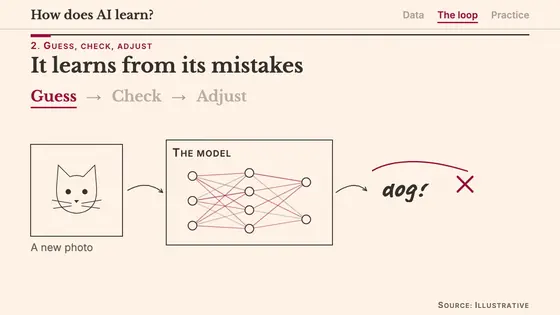 How does AI learn?
Data The loop Practice
2. Guess, check, adjust
It learns from its mistakes
Guess → Check → Adjust
The model
dog!
A new photo
Source: Illustrative